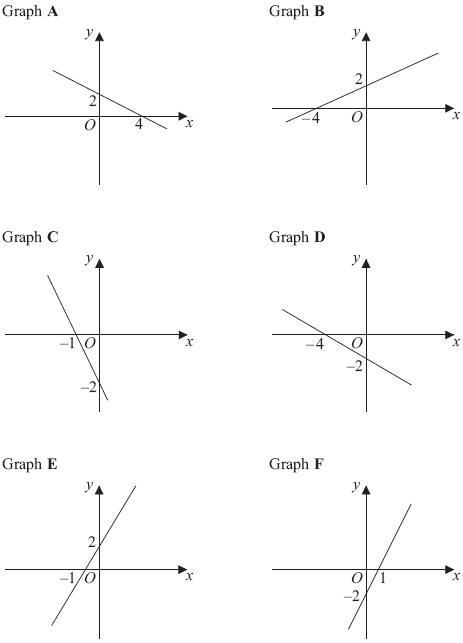 Graph A
Graph B
y
2
O
4
x
y
2
−4
O
x
Graph C
Graph D
y
−1
O
x
−2
y
−4
O
x
−2
Graph E
Graph F
y
2
−1
O
x
y
O
1
x
−2